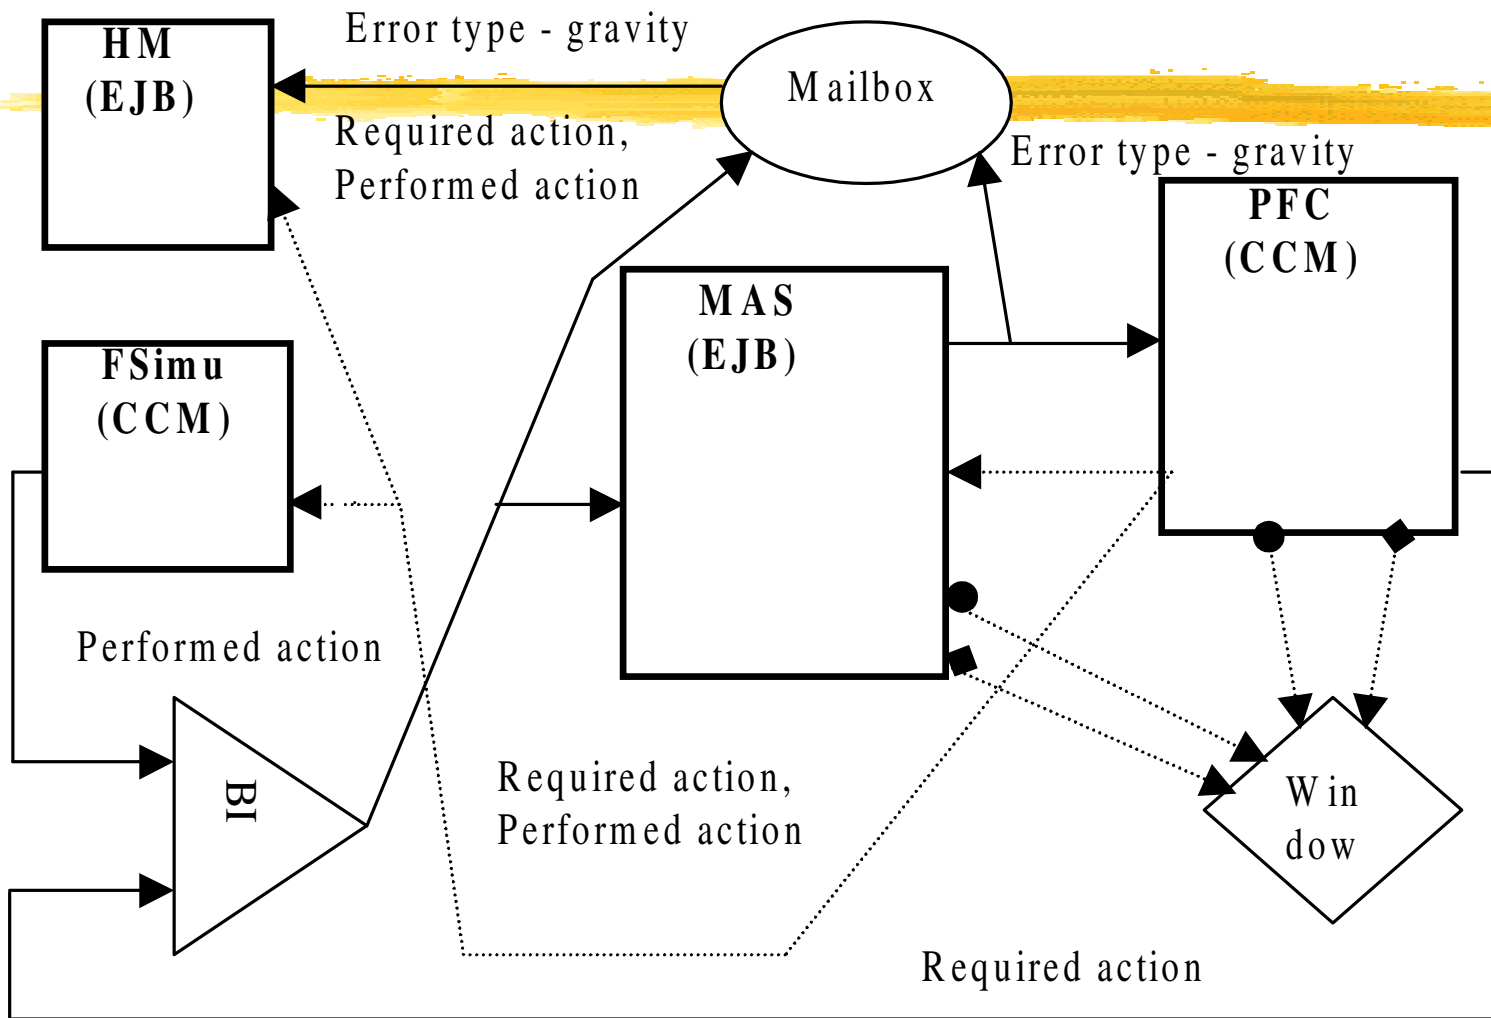 HM
(EJB)
Error type - gravity
Mailbox
Required action,
Performed action
Error type - gravity
PFC
(CCM)
MAS
(EJB)
FSimu
(CCM)
Performed action
BI
Required action,
Performed action
Win
dow
Required action